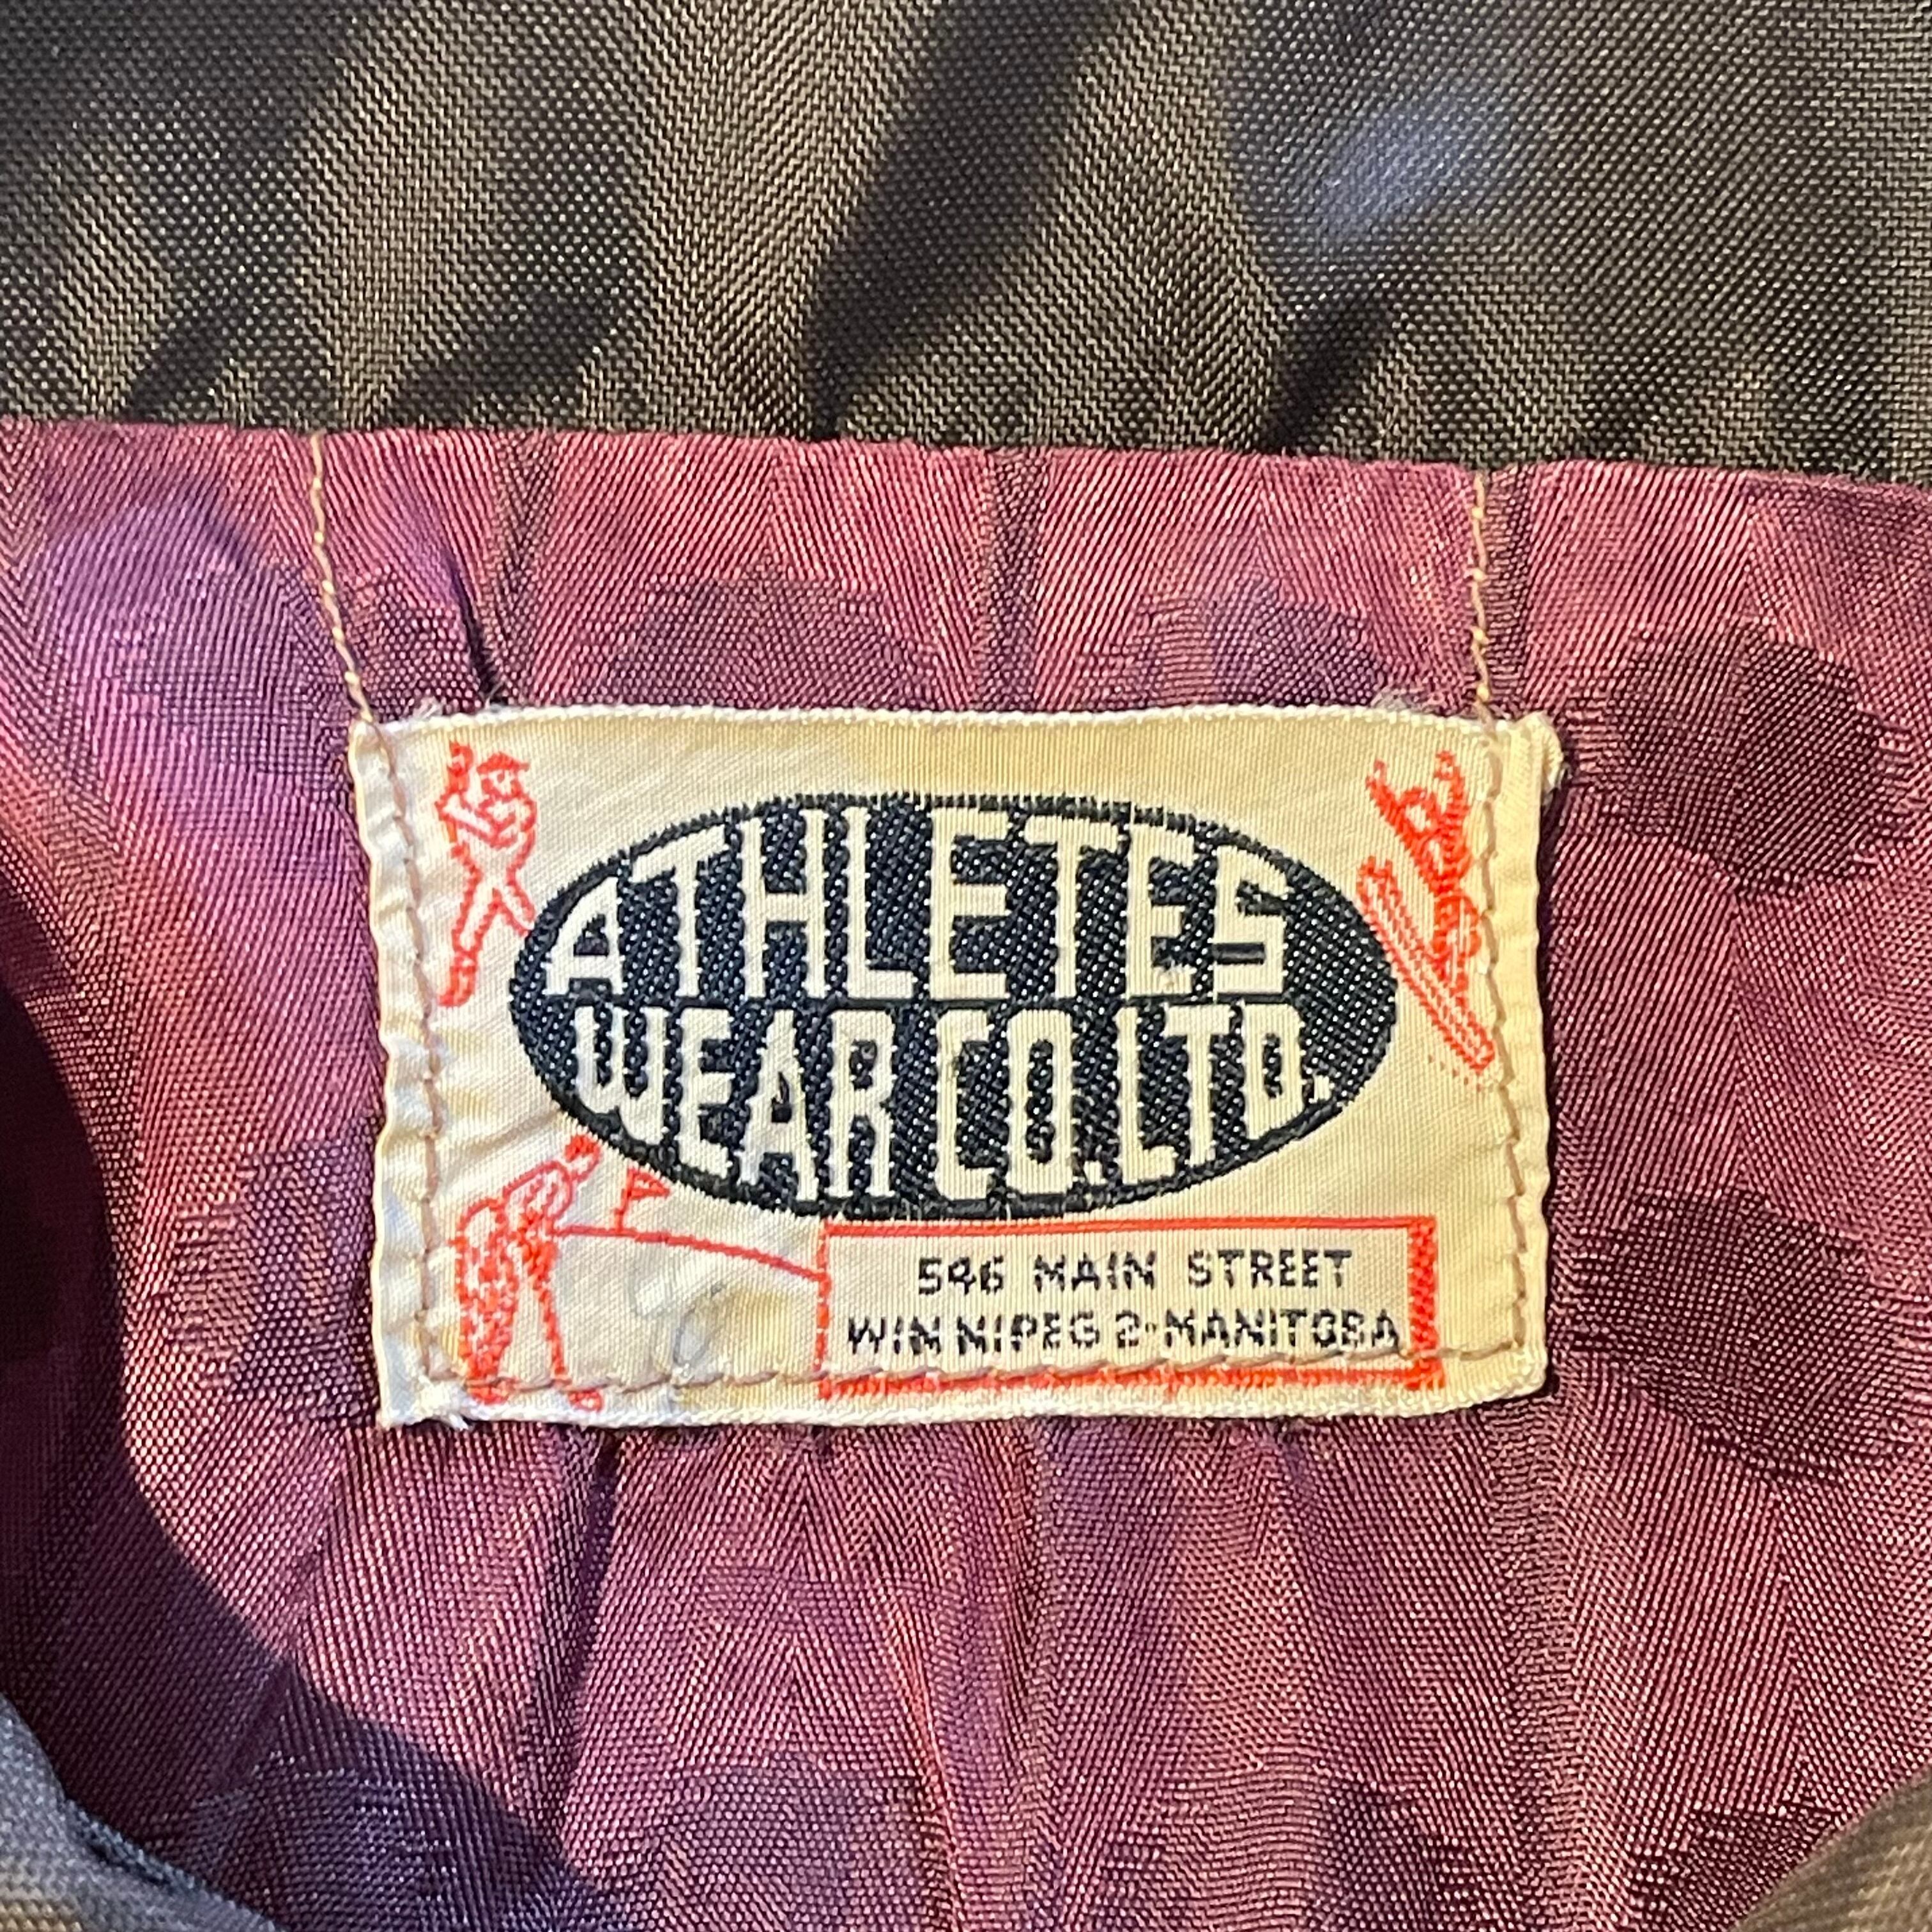 ATHLETES
WEAR CO. LTD.
546 MAIN STREET
WINNIPEG 2-MANITOBA